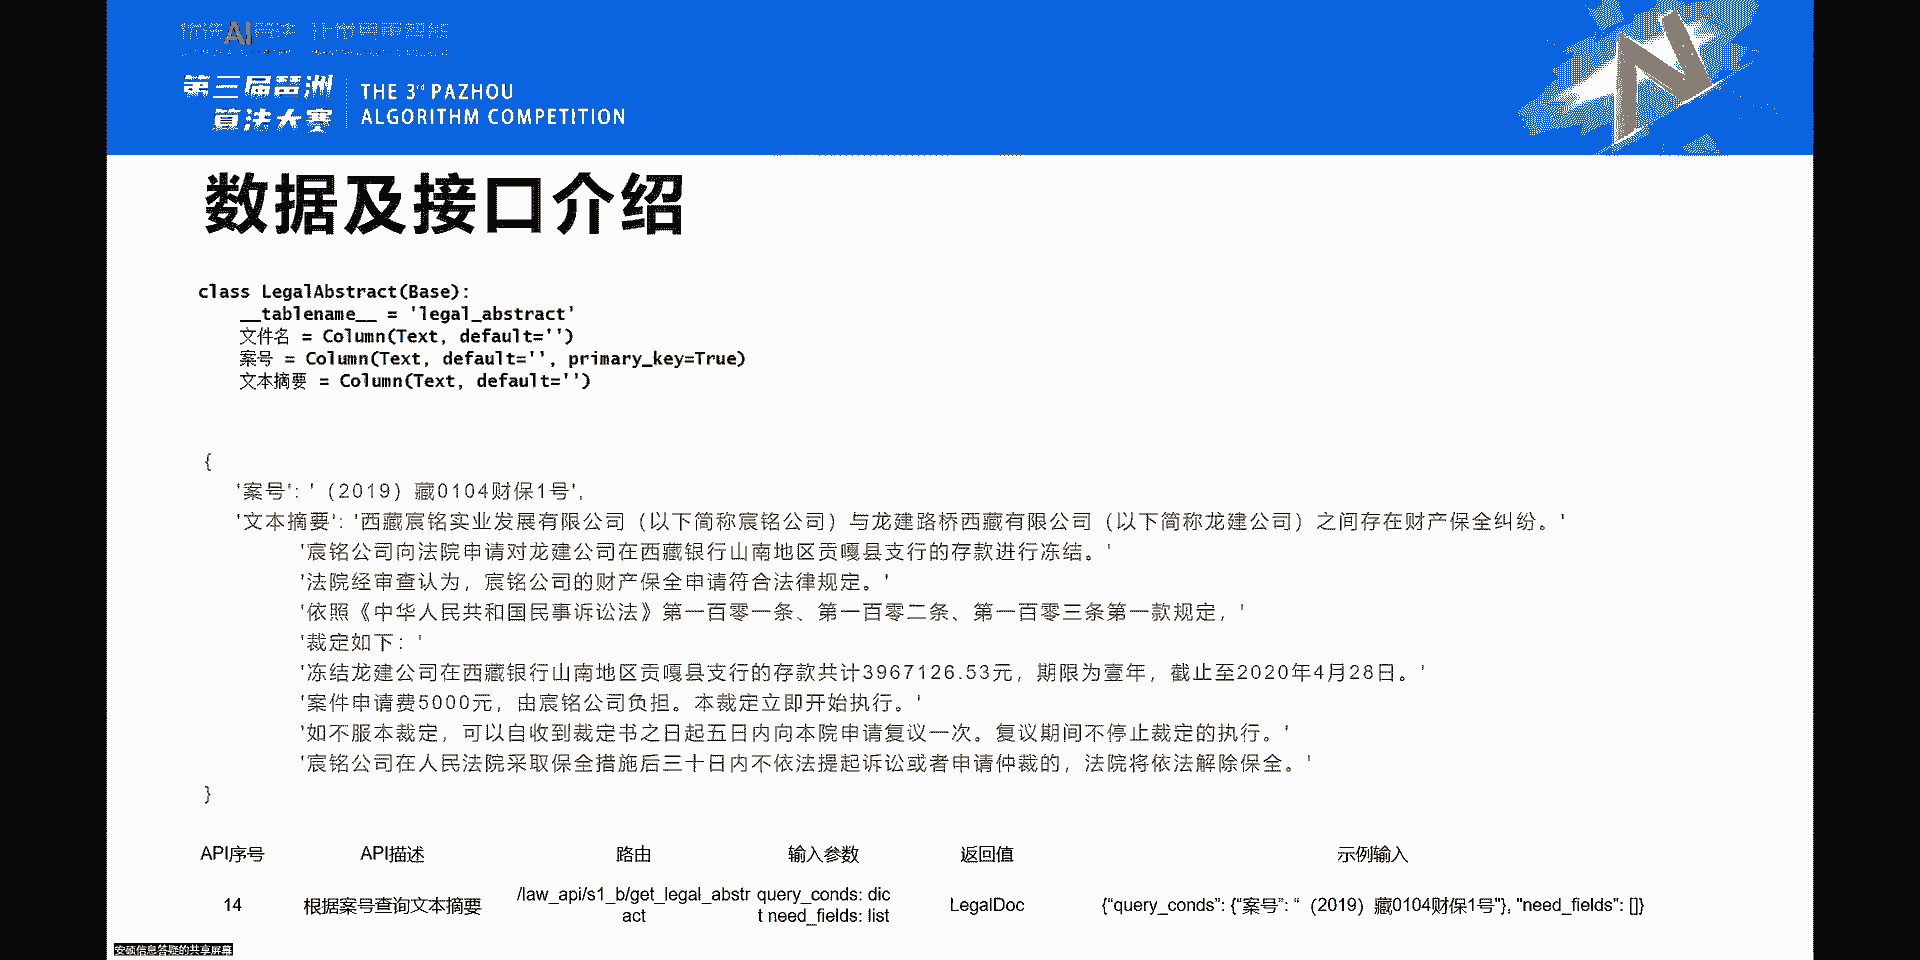 第三届琶洲
算法大赛
THE 3rd PAZHOU
ALGORITHM COMPETITION
数据及接口介绍
class LegalAbstract(Base):
__tablename__ = 'legal_abstract'
文件名 = Column(Text, default='')
案号 = Column(Text, default='', primary_key=True)
文本摘要 = Column(Text, default='')
{
'案号': '（2019）藏0104财保1号',
'文本摘要': '西藏宸铭实业发展有限公司（以下简称宸铭公司）与龙建路桥西藏有限公司（以下简称龙建公司）之间存在财产保全纠纷。'
'宸铭公司向法院申请对龙建公司在西藏银行山南地区贡嘎县支行的存款进行冻结。'
'法院经审查认为，宸铭公司的财产保全申请符合法律规定。'
'依照《中华人民共和国民事诉讼法》第一百零一条、第一百零二条、第一百零三条第一款规定，'
'裁定如下：'
'冻结龙建公司在西藏银行山南地区贡嘎县支行的存款共计3967126.53元，期限为壹年，截止至2020年4月28日。'
'案件申请费5000元，由宸铭公司负担。本裁定立即开始执行。'
'如不服本裁定，可以自收到裁定书之日起五日内向本院申请复议一次。复议期间不停止裁定的执行。'
'宸铭公司在人民法院采取保全措施后三十日内不依法提起诉讼或者申请仲裁的，法院将依法解除保全。'
}
API序号 API描述 路由 输入参数 返回值 示例输入
14 根据案号查询文本摘要 /law_api/s1_b/get_legal_abstr query_conds: dic LegalDoc {“query_conds”: {“案号”: “（2019）藏0104财保1号”}, "need_fields": []}
act t need_fields: list
安硕信息答疑的共享屏幕